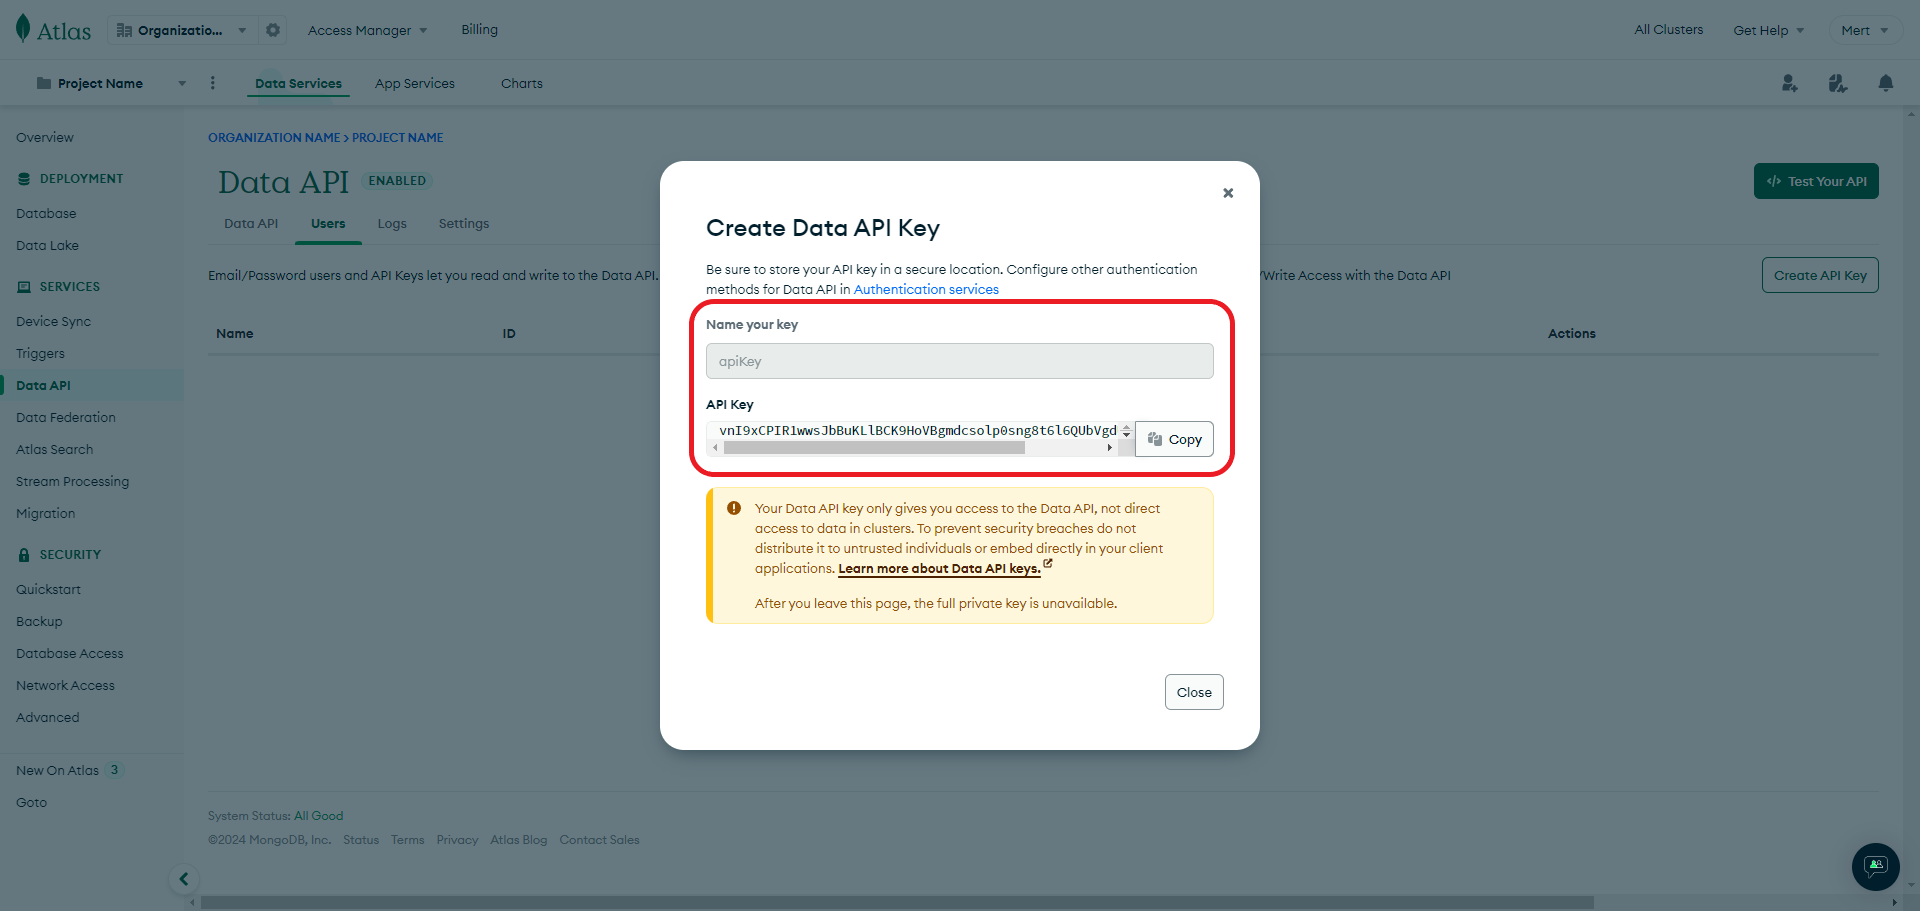 Atlas
Organizatio...
Access Manager
Billing
All Clusters
Get Help
Mert
Project Name
Data Services
App Services
Charts
Overview
DEPLOYMENT
Database
Data Lake
SERVICES
Device Sync
Triggers
Data API
Data Federation
Atlas Search
Stream Processing
Migration
SECURITY
Quickstart
Backup
Database Access
Network Access
Advanced
New On Atlas 3
Goto
ORGANIZATION NAME > PROJECT NAME
Data API ENABLED
</> Test Your API
Data API
Users
Logs
Settings
Email/Password users and API Keys let you read and write to the Data API.
/Write Access with the Data API
Create API Key
Name
ID
Actions
Create Data API Key
Be sure to store your API key in a secure location. Configure other authentication
methods for Data API in Authentication services
Name your key
apiKey
API Key
vnI9xCPIR1wwsJbBuKLlBCK9HoVBgmdcsolp0sng8t6l6QUbVgd
Copy
Your Data API key only gives you access to the Data API, not direct
access to data in clusters. To prevent security breaches do not
distribute it to untrusted individuals or embed directly in your client
applications. Learn more about Data API keys.
After you leave this page, the full private key is unavailable.
Close
System Status: All Good
©2024 MongoDB, Inc. Status Terms Privacy Atlas Blog Contact Sales